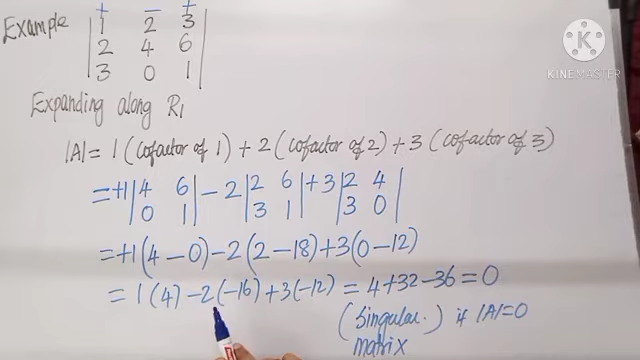 + − +
Example |1 2 3|
|2 4 6|
|3 0 1|
KINEMASTER
Expanding along R1
|A| = 1 (cofactor of 1) + 2 (cofactor of 2) + 3 (cofactor of 3)
= +1 |4 6| − 2 |2 6| + 3 |2 4|
|0 1| |3 1| |3 0|
= +1(4 − 0) − 2(2 − 18) + 3(0 − 12)
= 1(4) − 2(−16) + 3(−12) = 4 + 32 − 36 = 0
(Singular.) if |A| = 0
matrix